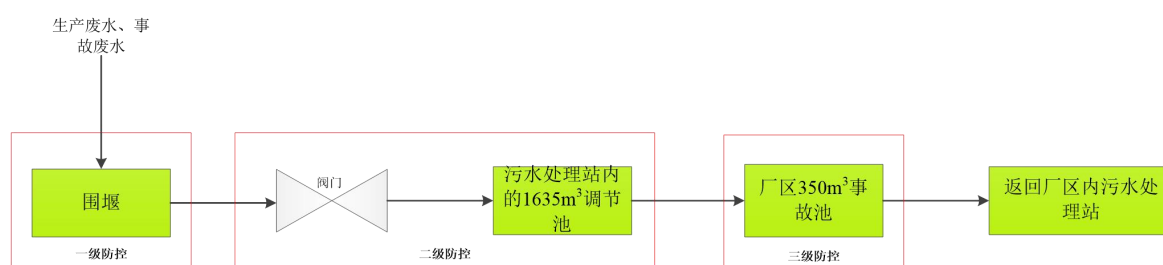 生产废水、事
故废水
围堰
一级防控
阀门
污水处理站内
的1635m³调节
池
二级防控
厂区350m³事
故池
三级防控
返回厂区内污水处
理站